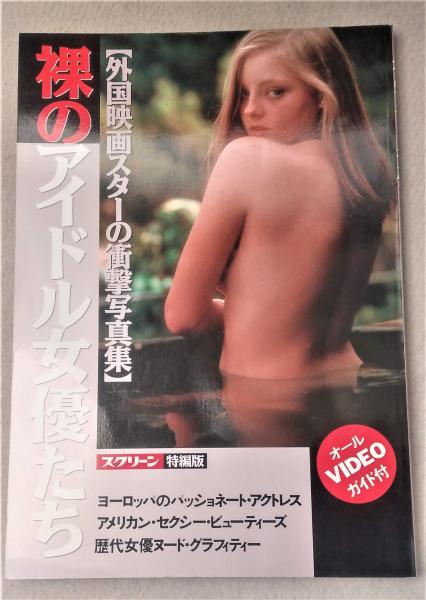 裸のアイドル女優たち
【外国映画スターの衝撃写真集】
スクリーン 特編版
オール
VIDEO
ガイド付
ヨーロッパのパッショネート・アクトレス
アメリカン・セクシー・ビューティーズ
歴代女優ヌード・グラフィティー